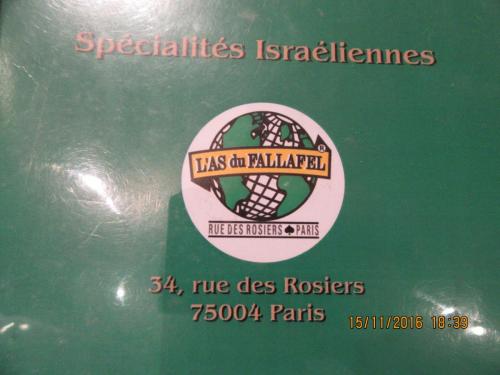 Spécialités Israéliennes
L'AS du FALLAFEL ®
RUE DES ROSIERS ♠ PARIS
34, rue des Rosiers
75004 Paris
15/11/2016 18:39